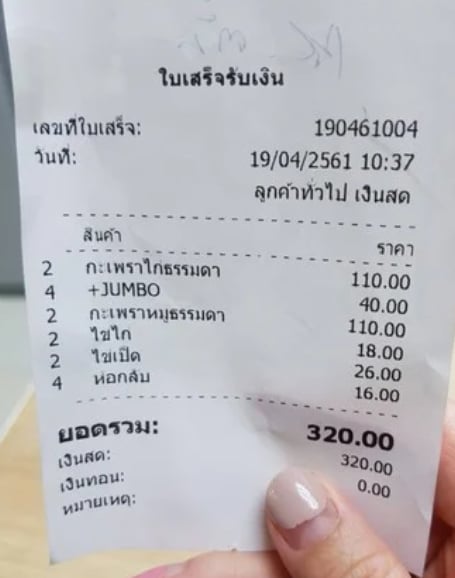 ใบเสร็จรับเงิน
เลขที่ใบเสร็จ: 190461004
วันที่: 19/04/2561 10:37
ลูกค้าทั่วไป เงินสด
สินค้า ราคา
2 กะเพราไก่ธรรมดา 110.00
4 +JUMBO 40.00
2 กะเพราหมูธรรมดา 110.00
2 ไข่ไก่ 18.00
2 ไข่เป็ด 26.00
4 ห่อกลับ 16.00
ยอดรวม: 320.00
เงินสด: 320.00
เงินทอน: 0.00
หมายเหตุ: